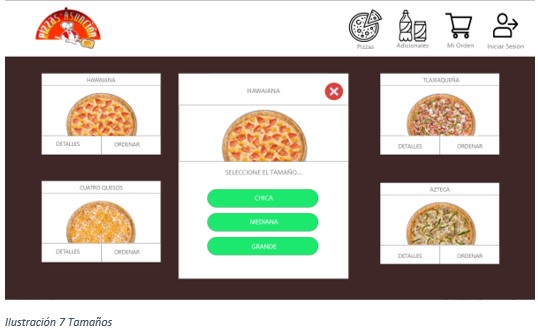 PIZZAS ASUNCIÓN
Pizzas
Adicionales
Mi Orden
Iniciar Sesión
HAWAIANA
DETALLES
ORDENAR
HAWAIANA
SELECCIONE EL TAMAÑO...
CHICA
MEDIANA
GRANDE
TLAXIAQUEÑA
DETALLES
ORDENAR
CUATRO QUESOS
DETALLES
ORDENAR
AZTECA
DETALLES
ORDENAR
Ilustración 7 Tamaños